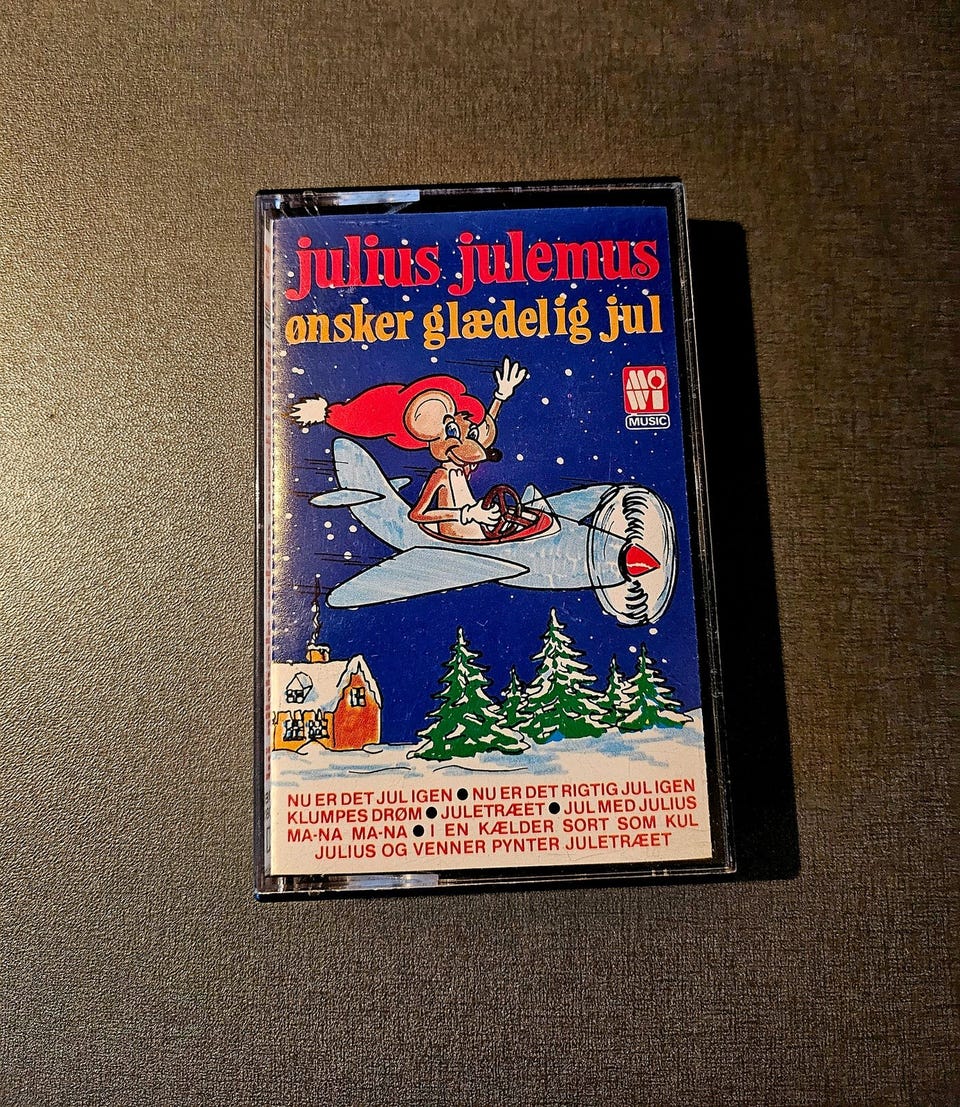 julius julemus
ønsker glædelig jul
MOWI
MUSIC
NU ER DET JUL IGEN ● NU ER DET RIGTIG JUL IGEN
KLUMPES DRØM ● JULETRÆET ● JUL MED JULIUS
MA-NA MA-NA ● I EN KÆLDER SORT SOM KUL
JULIUS OG VENNER PYNTER JULETRÆET